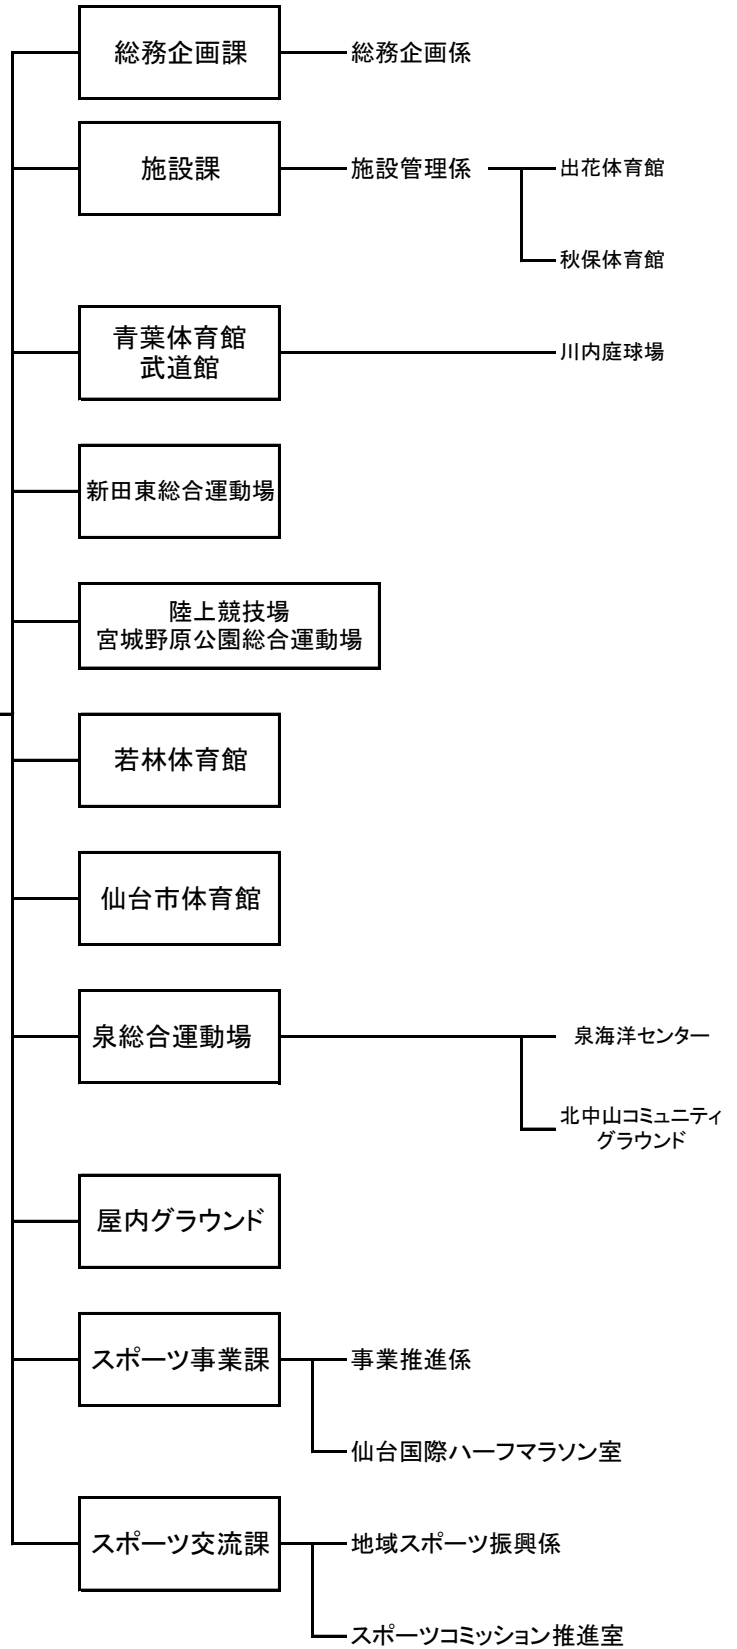 総務企画課
総務企画係
施設課
施設管理係
出花体育館
秋保体育館
青葉体育館
武道館
川内庭球場
新田東総合運動場
陸上競技場
宮城野原公園総合運動場
若林体育館
仙台市体育館
泉総合運動場
泉海洋センター
北中山コミュニティ
グラウンド
屋内グラウンド
スポーツ事業課
事業推進係
仙台国際ハーフマラソン室
スポーツ交流課
地域スポーツ振興係
スポーツコミッション推進室